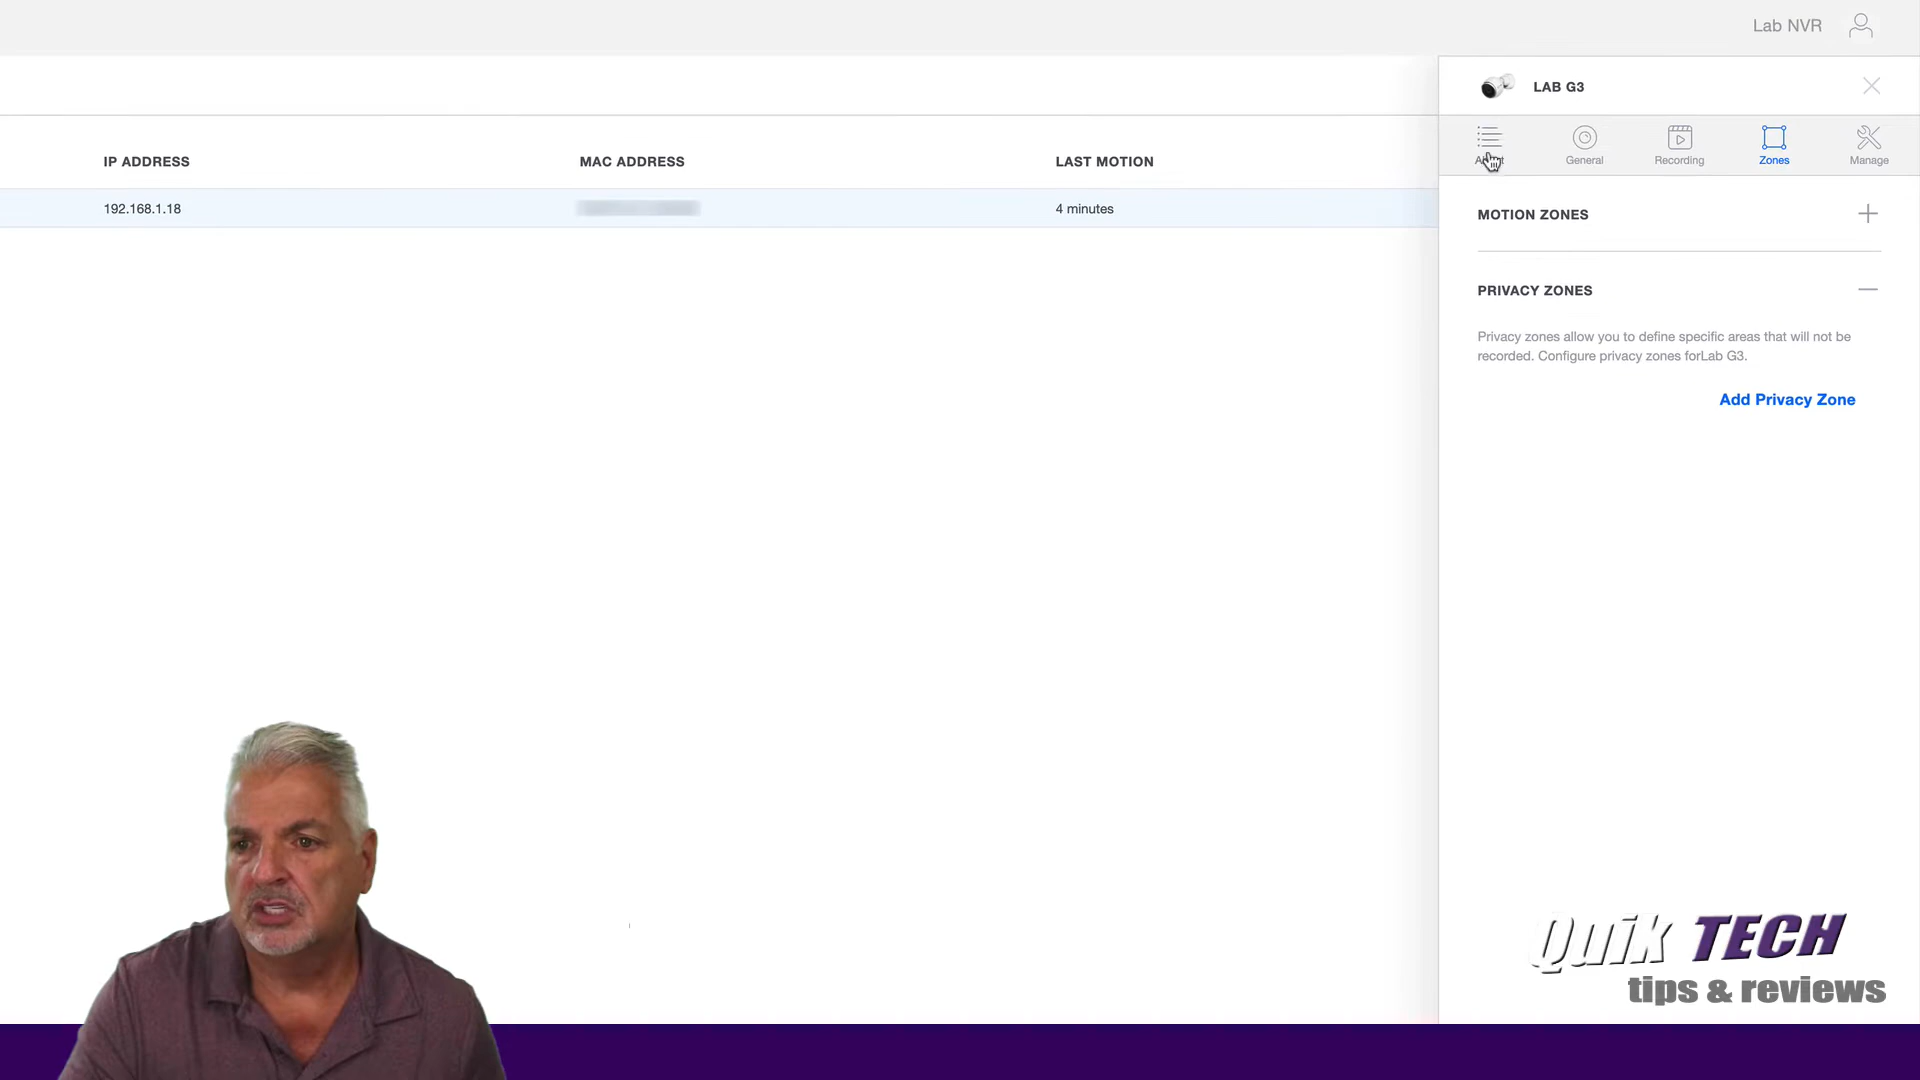 Lab NVR
LAB G3
General Recording Zones Manage
IP ADDRESS MAC ADDRESS LAST MOTION
192.168.1.18 4 minutes
MOTION ZONES
PRIVACY ZONES
Privacy zones allow you to define specific areas that will not be
recorded. Configure privacy zones forLab G3.
Add Privacy Zone
Quik TECH
tips & reviews